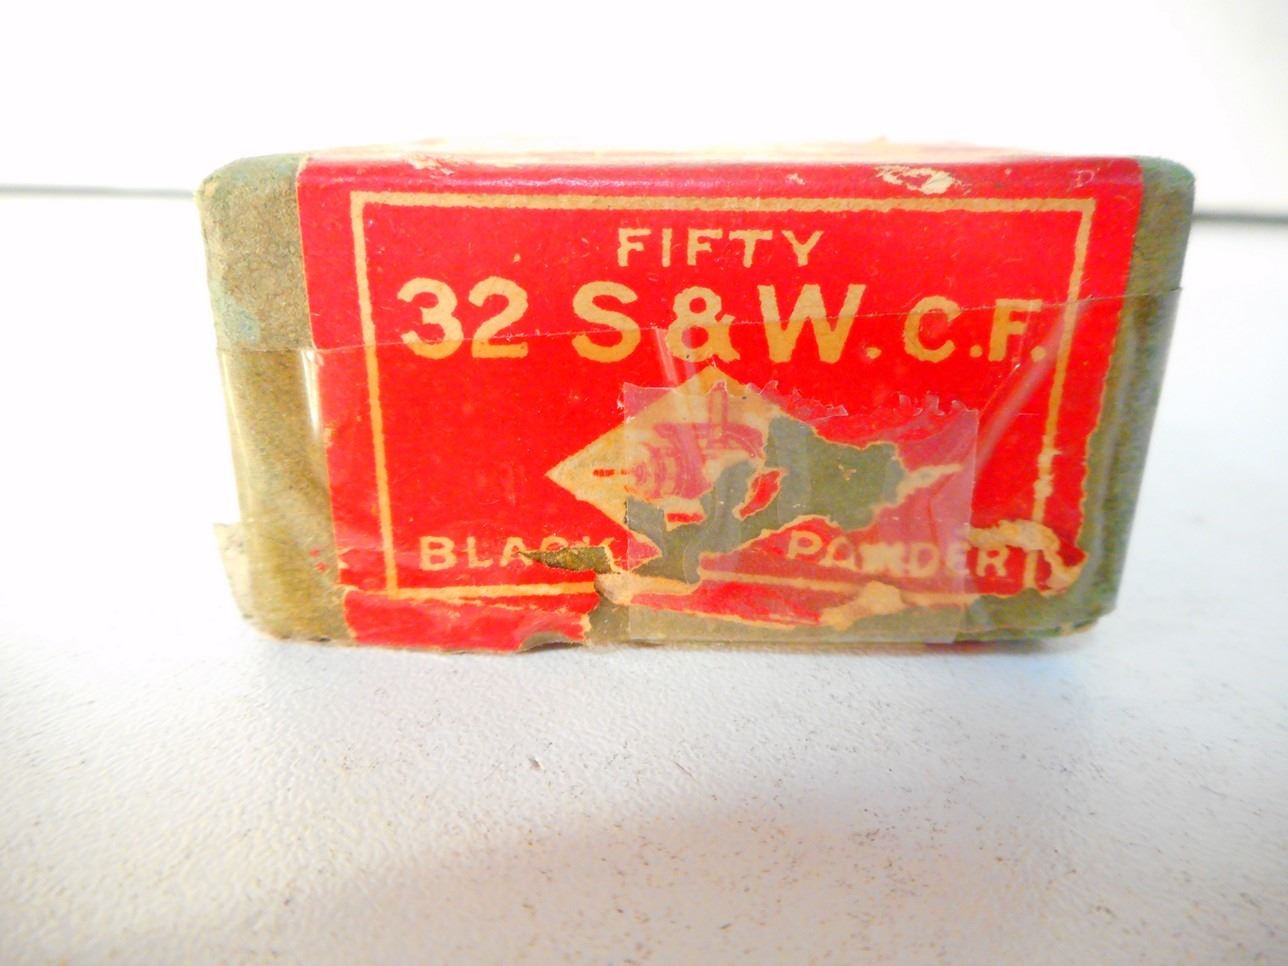 FIFTY
32 S&W. C.F.
BLACK POWDER